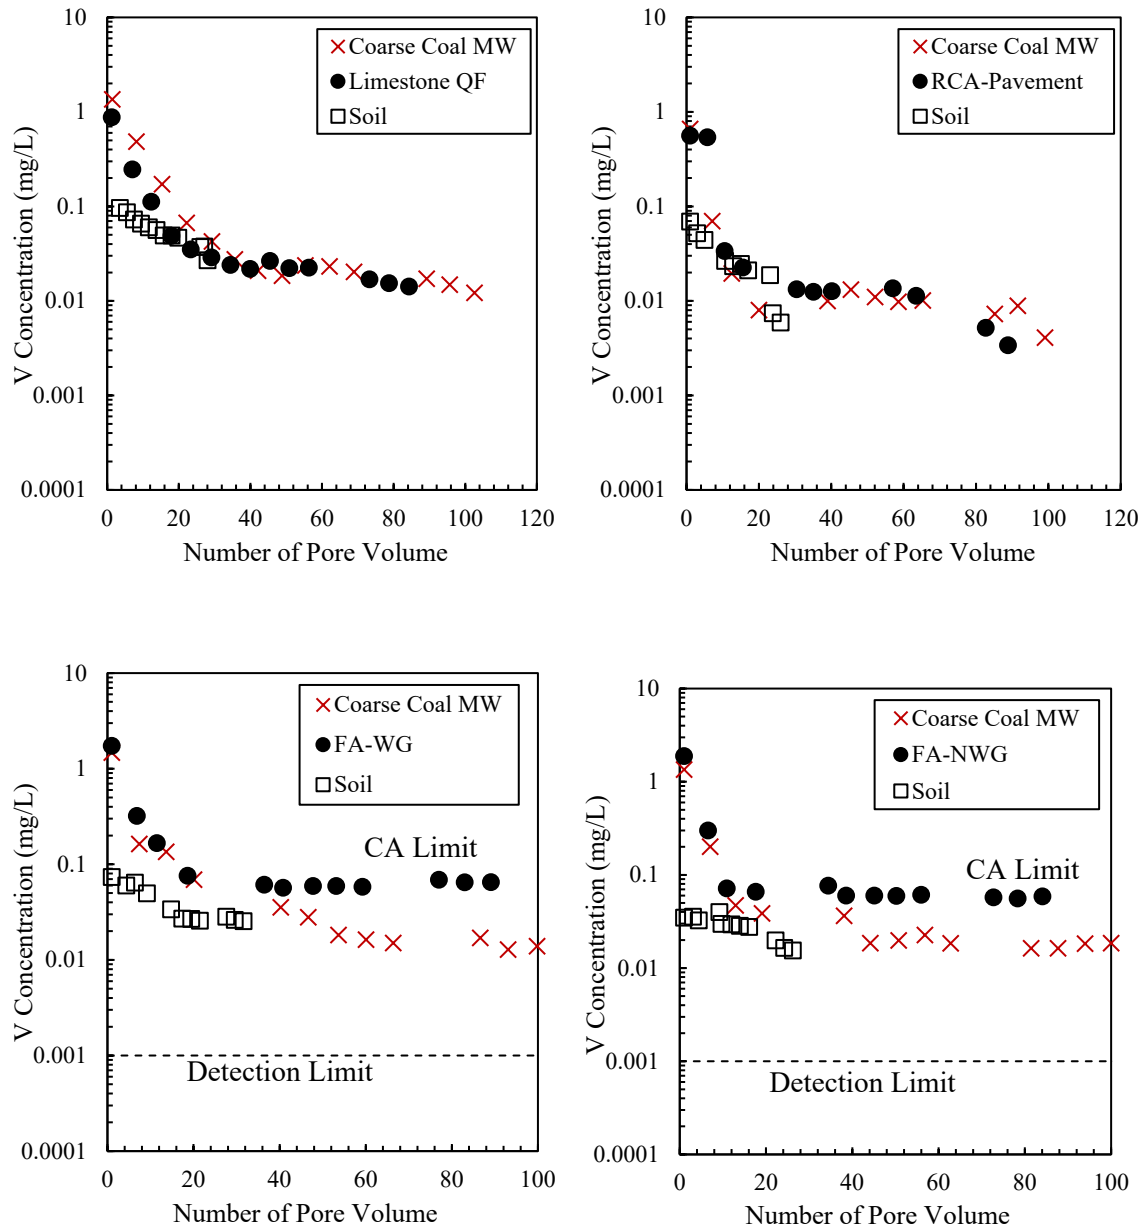 10
1
0.1
0.01
0.001
0.0001
V Concentration (mg/L)
Coarse Coal MW
Limestone QF
Soil
0 20 40 60 80 100 120
Number of Pore Volume
10
1
0.1
0.01
0.001
0.0001
V Concentration (mg/L)
Coarse Coal MW
RCA-Pavement
Soil
0 20 40 60 80 100 120
Number of Pore Volume
10
1
0.1
0.01
0.001
0.0001
V Concentration (mg/L)
Coarse Coal MW
FA-WG
Soil
CA Limit
Detection Limit
0 20 40 60 80 100
Number of Pore Volume
10
1
0.1
0.01
0.001
0.0001
V Concentration (mg/L)
Coarse Coal MW
FA-NWG
Soil
CA Limit
Detection Limit
0 20 40 60 80 100
Number of Pore Volume